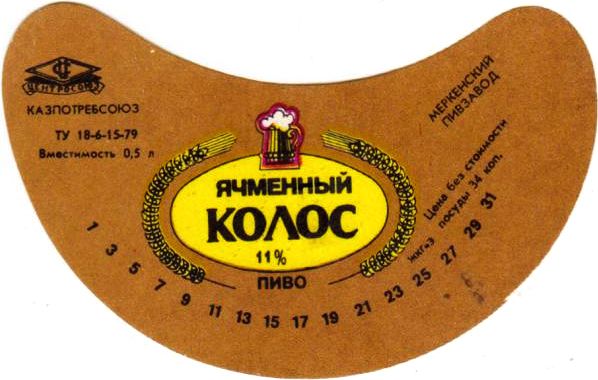 ЦЕНТРОСОЮЗ
КАЗПОТРЕБСОЮЗ
ТУ 18-6-15-79
Вместимость 0,5 л
ЯЧМЕННЫЙ
КОЛОС
11%
ПИВО
МЕРКЕНСКИЙ
ПИВЗАВОД
Цена без стоимости
посуды 34 коп.
жкг-э
1 3 5 7 9 11 13 15 17 19 21 23 25 27 29 31